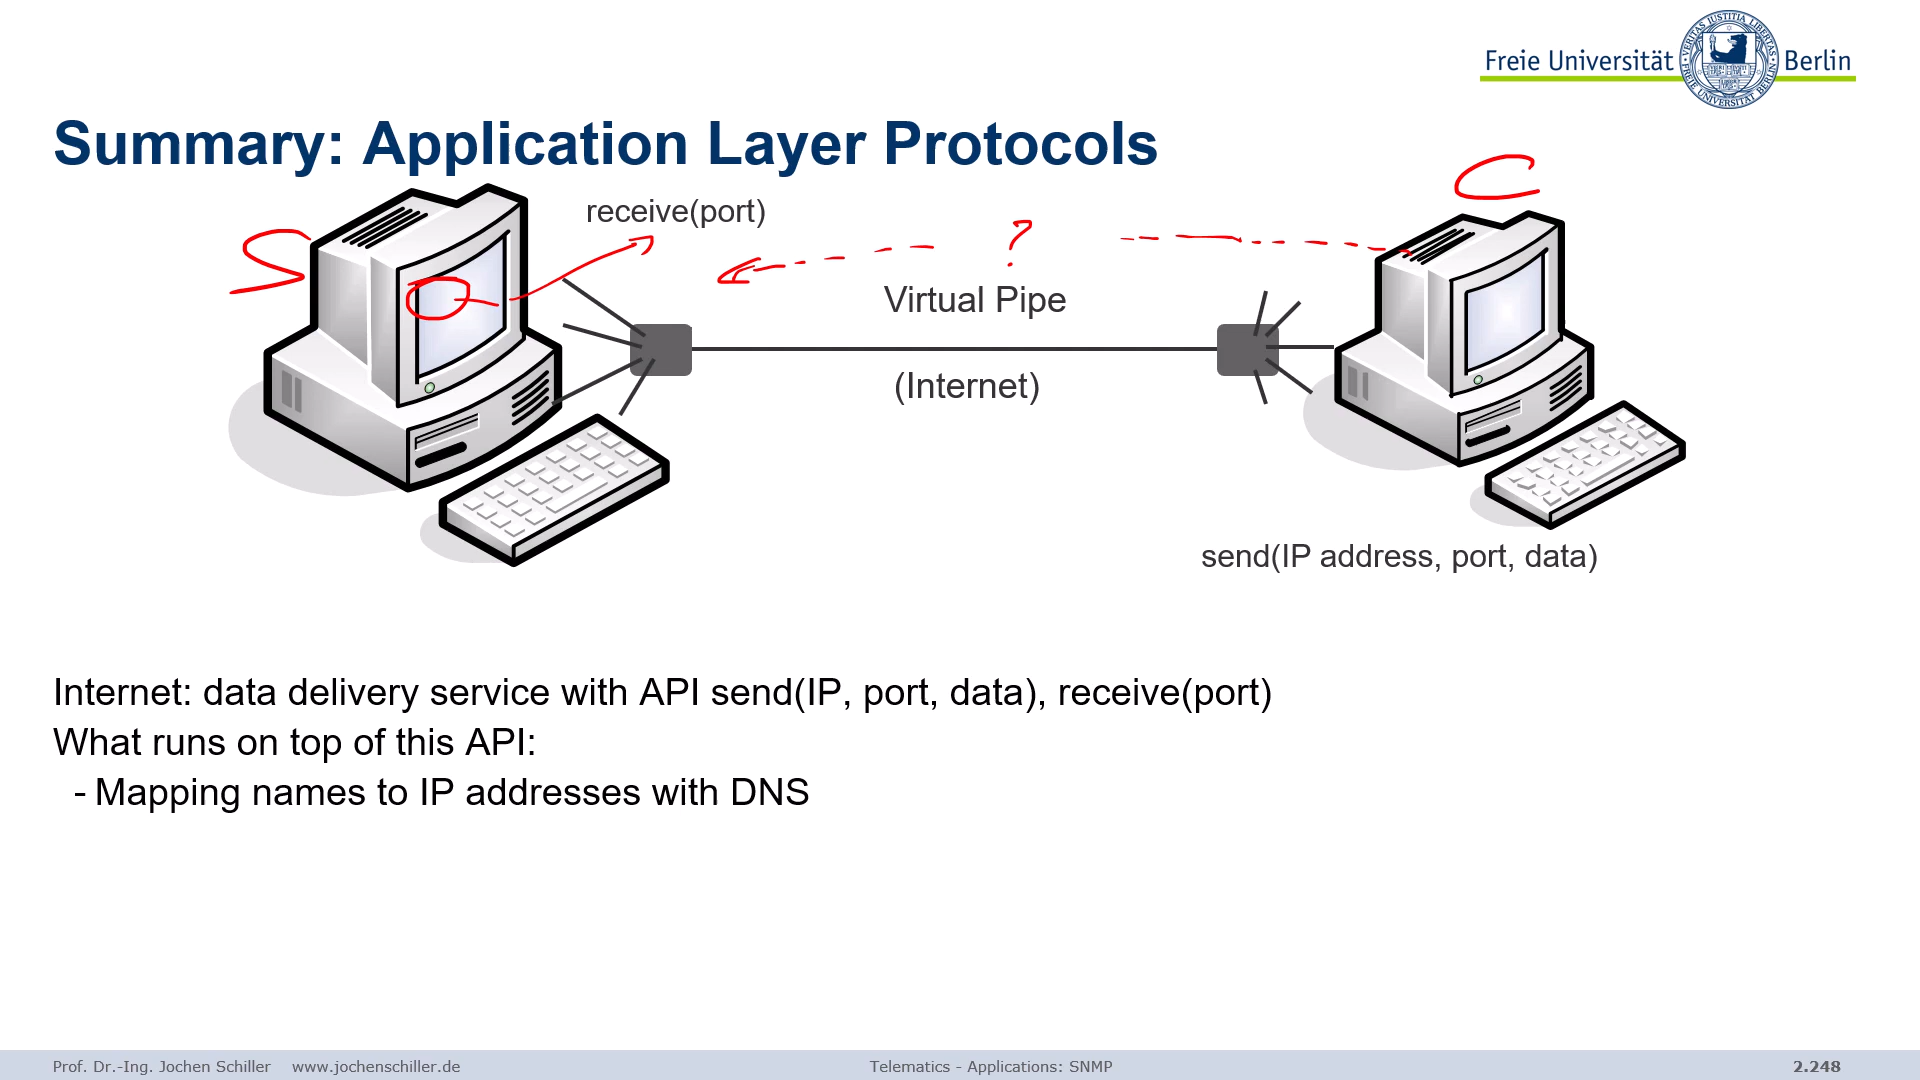 Freie Universität Berlin
Summary: Application Layer Protocols
C
receive(port)
S
?
Virtual Pipe
(Internet)
send(IP address, port, data)
Internet: data delivery service with API send(IP, port, data), receive(port)
What runs on top of this API:
- Mapping names to IP addresses with DNS
Prof. Dr.-Ing. Jochen Schiller www.jochenschiller.de Telematics - Applications: SNMP 2.248